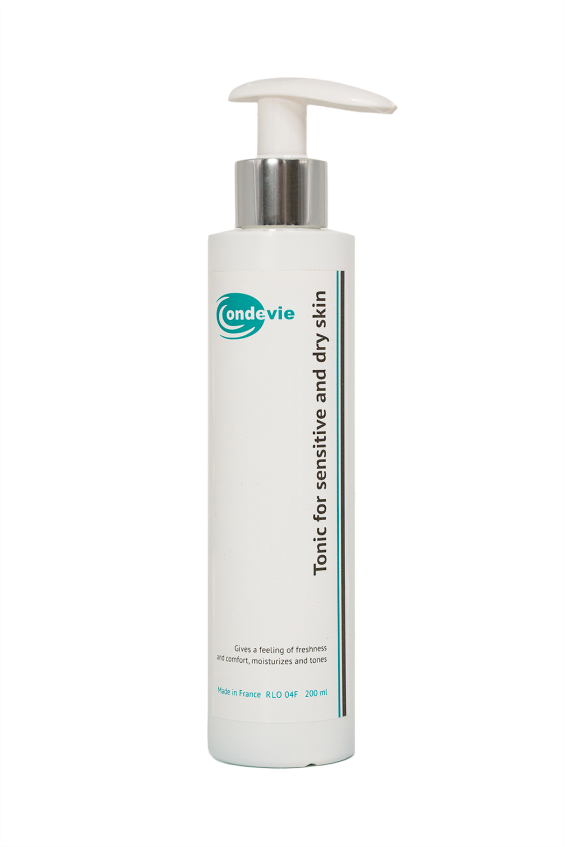 ondevie
Tonic for sensitive and dry skin
Gives a feeling of freshness
and comfort, moisturizes and tones
Made in France RLO 04F 200 ml